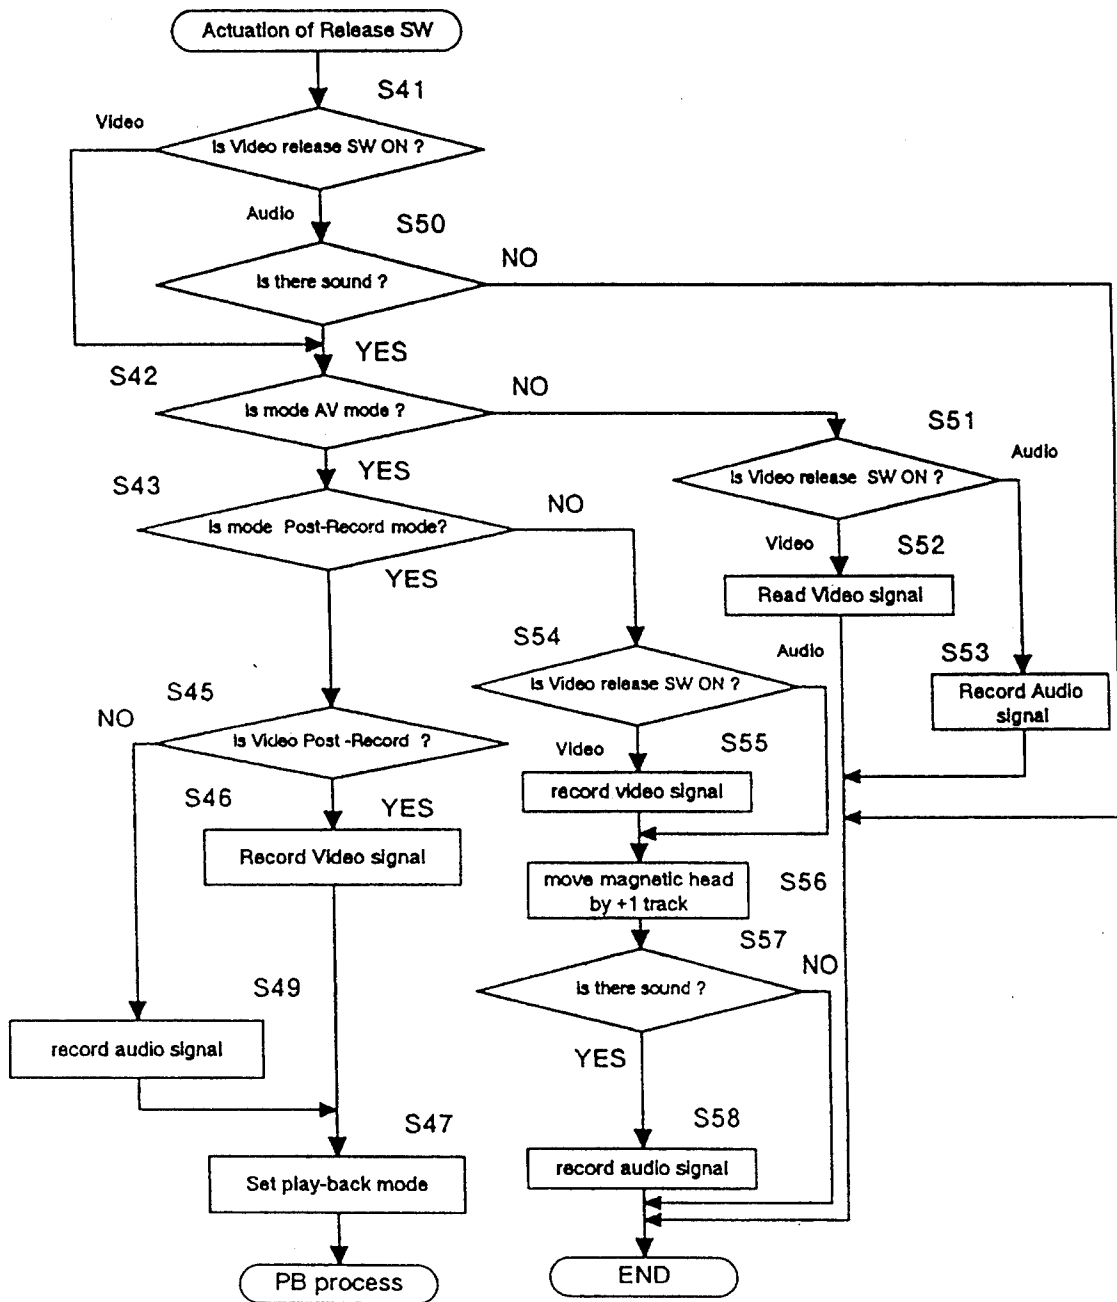 Actuation of Release SW
S41
Video
Is Video release SW ON ?
Audio
S50
NO
Is there sound ?
YES
S42
NO
Is mode AV mode ?
S51
Audio
Is Video release SW ON ?
YES
S43
NO
Is mode Post-Record mode?
Video
S52
YES
Read Video signal
S54
Audio
S53
Is Video release SW ON ?
Record Audio
signal
S45
NO
Is Video Post -Record ?
Video
S55
record video signal
S46
YES
Record Video signal
move magnetic head
by +1 track
S56
S57
NO
Is there sound ?
S49
record audio signal
YES
S47
S58
record audio signal
Set play-back mode
PB process
END